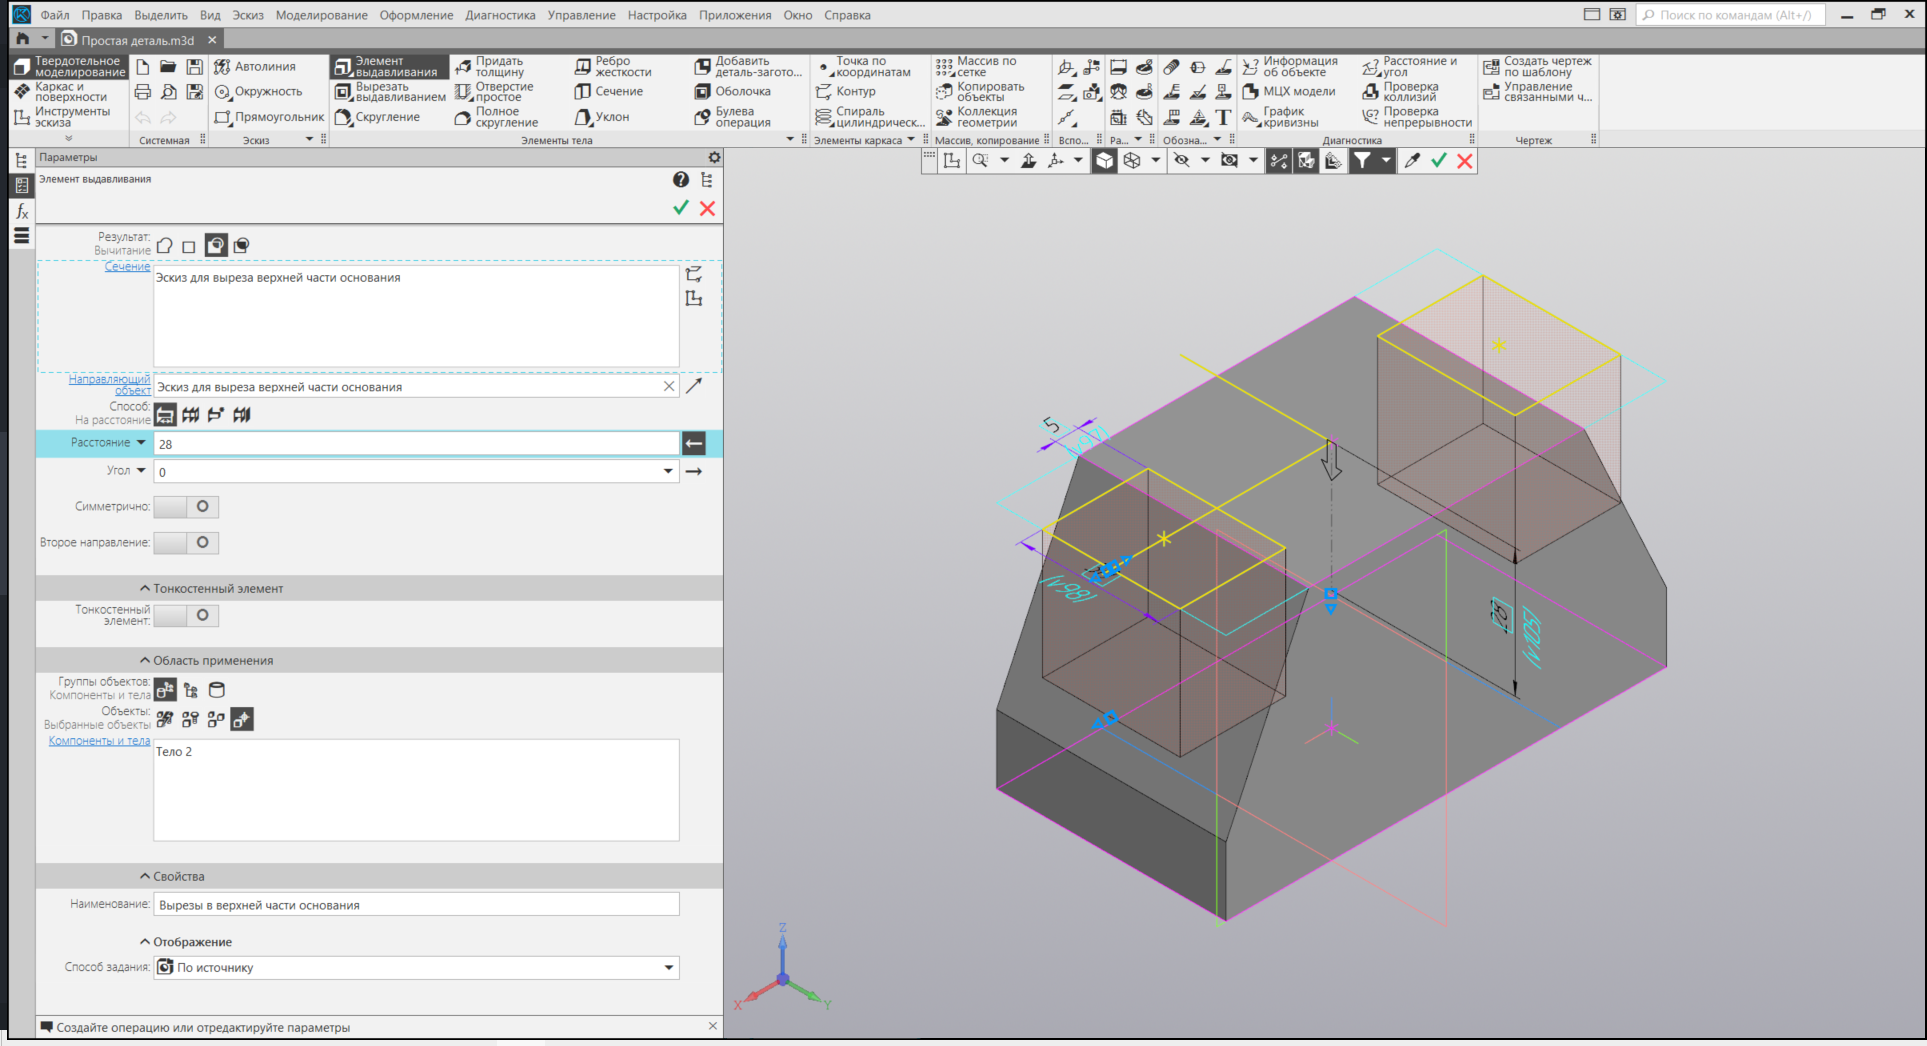 Файл Правка Выделить Вид Эскиз Моделирование Оформление Диагностика Управление Настройка Приложения Окно Справка
Поиск по командам (Alt+/)
Простая деталь.m3d
Твердотельное моделирование
Каркас и поверхности
Инструменты эскиза
Системная
Автолиния
Окружность
Прямоугольник
Эскиз
Элемент выдавливания
Вырезать выдавливанием
Скругление
Придать толщину
Отверстие простое
Полное скругление
Ребро жесткости
Сечение
Уклон
Добавить деталь-загото...
Оболочка
Булева операция
Элементы тела
Точка по координатам
Контур
Спираль цилиндрическ...
Элементы каркаса
Массив по сетке
Копировать объекты
Коллекция геометрии
Массив, копирование
Вспо...
Ра...
Обозна...
Информация об объекте
МЦХ модели
График кривизны
Расстояние и угол
Проверка коллизий
Проверка непрерывности
Диагностика
Создать чертеж по шаблону
Управление связанными ч...
Чертеж
Параметры
Элемент выдавливания
Результат:
Вычитание
Сечение
Эскиз для выреза верхней части основания
Направляющий объект
Эскиз для выреза верхней части основания
Способ:
На расстояние
Расстояние
28
Угол
0
Симметрично:
Второе направление:
Тонкостенный элемент
Тонкостенный элемент:
Область применения
Группы объектов:
Компоненты и тела
Объекты:
Выбранные объекты
Компоненты и тела
Тело 2
Свойства
Наименование: Вырезы в верхней части основания
Отображение
Способ задания: По источнику
Создайте операцию или отредактируйте параметры
5
(v97)
(v98)
28
(v105)
Z
X
Y